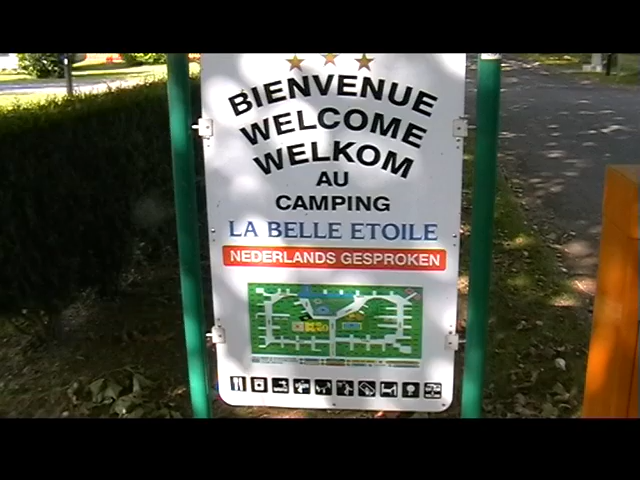 BIENVENUE
WELCOME
WELKOM
AU
CAMPING
LA BELLE ETOILE
NEDERLANDS GESPROKEN